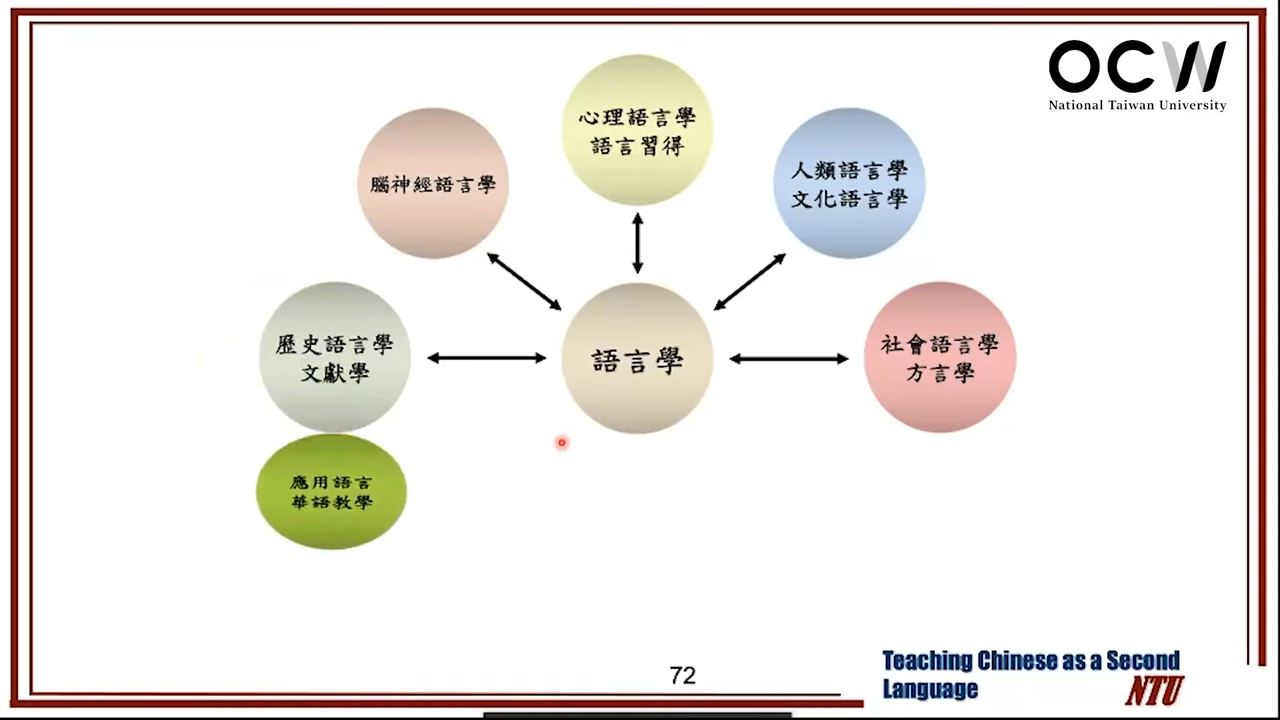 OCW
National Taiwan University
心理語言學
語言習得
腦神經語言學
人類語言學
文化語言學
歷史語言學
文獻學
語言學
社會語言學
方言學
應用語言
華語教學
72
Teaching Chinese as a Second
Language
NTU